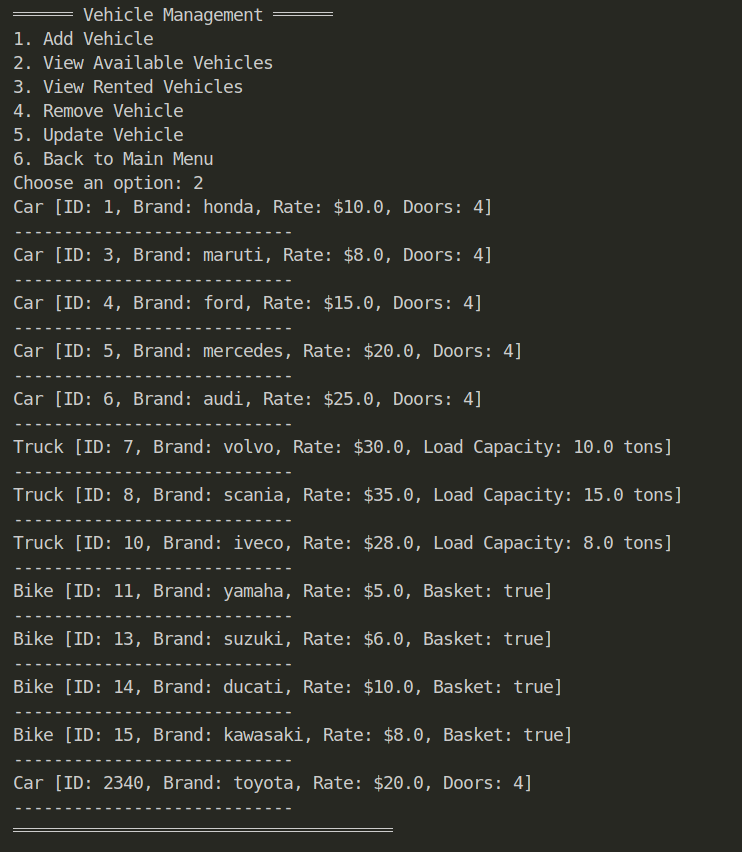 ══════ Vehicle Management ══════
1. Add Vehicle
2. View Available Vehicles
3. View Rented Vehicles
4. Remove Vehicle
5. Update Vehicle
6. Back to Main Menu
Choose an option: 2
Car [ID: 1, Brand: honda, Rate: $10.0, Doors: 4]
----------------------------
Car [ID: 3, Brand: maruti, Rate: $8.0, Doors: 4]
----------------------------
Car [ID: 4, Brand: ford, Rate: $15.0, Doors: 4]
----------------------------
Car [ID: 5, Brand: mercedes, Rate: $20.0, Doors: 4]
----------------------------
Car [ID: 6, Brand: audi, Rate: $25.0, Doors: 4]
----------------------------
Truck [ID: 7, Brand: volvo, Rate: $30.0, Load Capacity: 10.0 tons]
----------------------------
Truck [ID: 8, Brand: scania, Rate: $35.0, Load Capacity: 15.0 tons]
----------------------------
Truck [ID: 10, Brand: iveco, Rate: $28.0, Load Capacity: 8.0 tons]
----------------------------
Bike [ID: 11, Brand: yamaha, Rate: $5.0, Basket: true]
----------------------------
Bike [ID: 13, Brand: suzuki, Rate: $6.0, Basket: true]
----------------------------
Bike [ID: 14, Brand: ducati, Rate: $10.0, Basket: true]
----------------------------
Bike [ID: 15, Brand: kawasaki, Rate: $8.0, Basket: true]
----------------------------
Car [ID: 2340, Brand: toyota, Rate: $20.0, Doors: 4]
----------------------------
══════════════════════════════════════